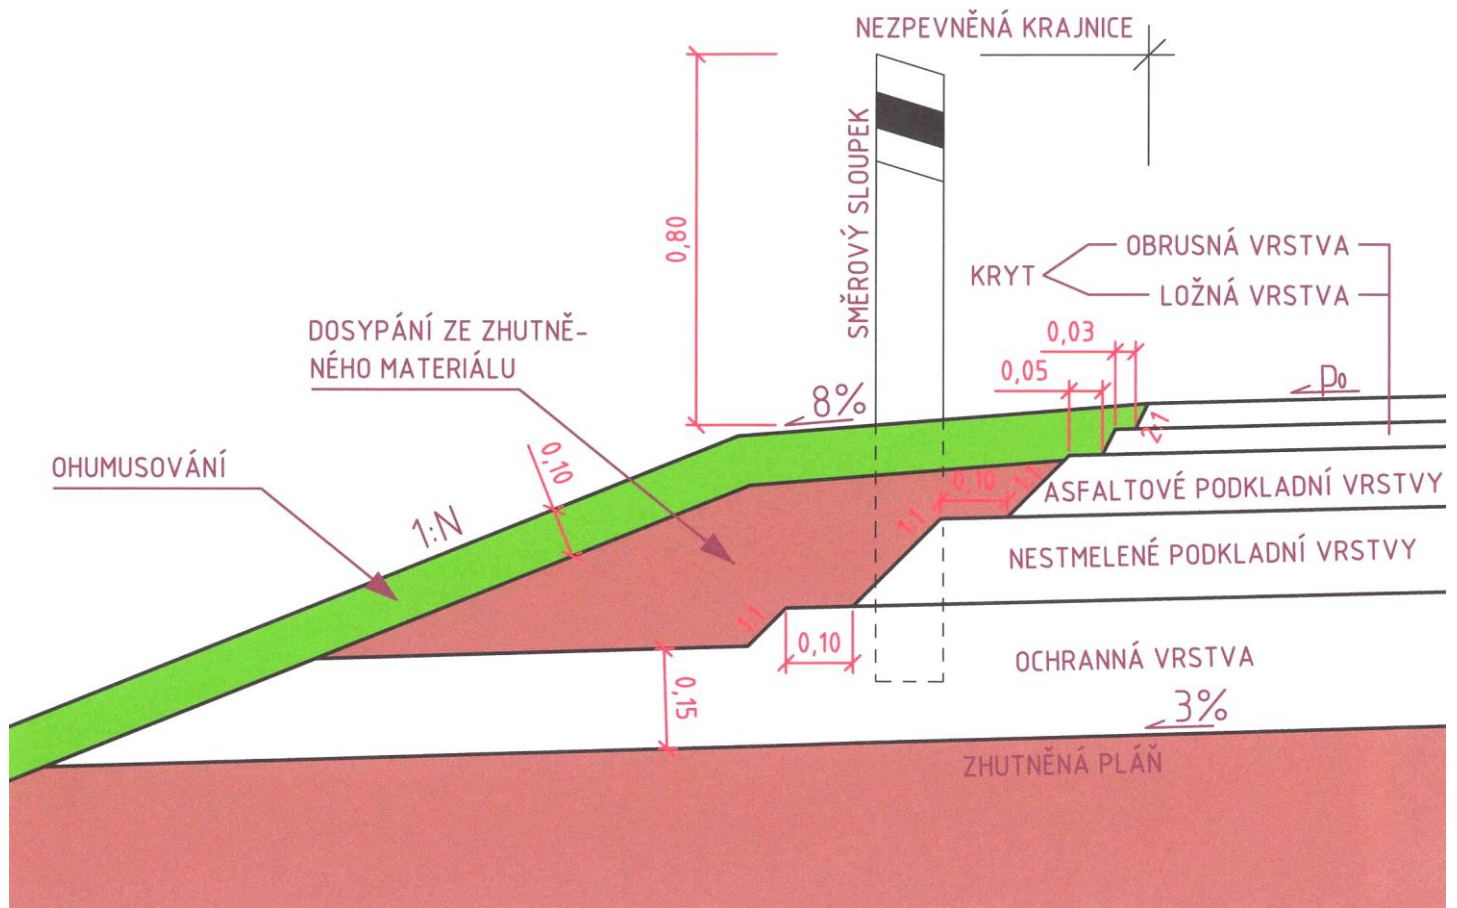 NEZPEVNĚNÁ KRAJNICE
0,80
SMĚROVÝ SLOUPEK
OBRUSNÁ VRSTVA
KRYT
LOŽNÁ VRSTVA
DOSYPÁNÍ ZE ZHUTNĚ-
NÉHO MATERIÁLU
0,03
0,05
8%
p₀
2:1
OHUMUSOVÁNÍ
0,10
1:N
0,10
1:1
1:1
ASFALTOVÉ PODKLADNÍ VRSTVY
NESTMELENÉ PODKLADNÍ VRSTVY
1:1
0,10
0,15
OCHRANNÁ VRSTVA
3%
ZHUTNĚNÁ PLÁŇ